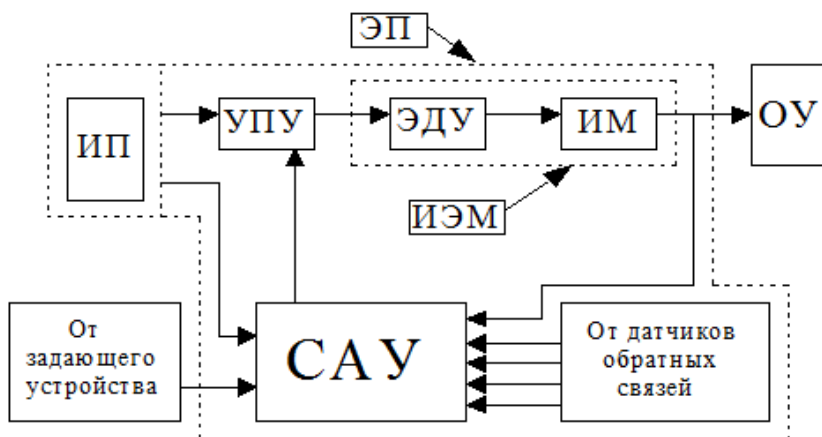 ЭП
ИП
УПУ
ЭДУ
ИМ
ОУ
ИЭМ
От
задающего
устройства
САУ
От датчиков
обратных
связей